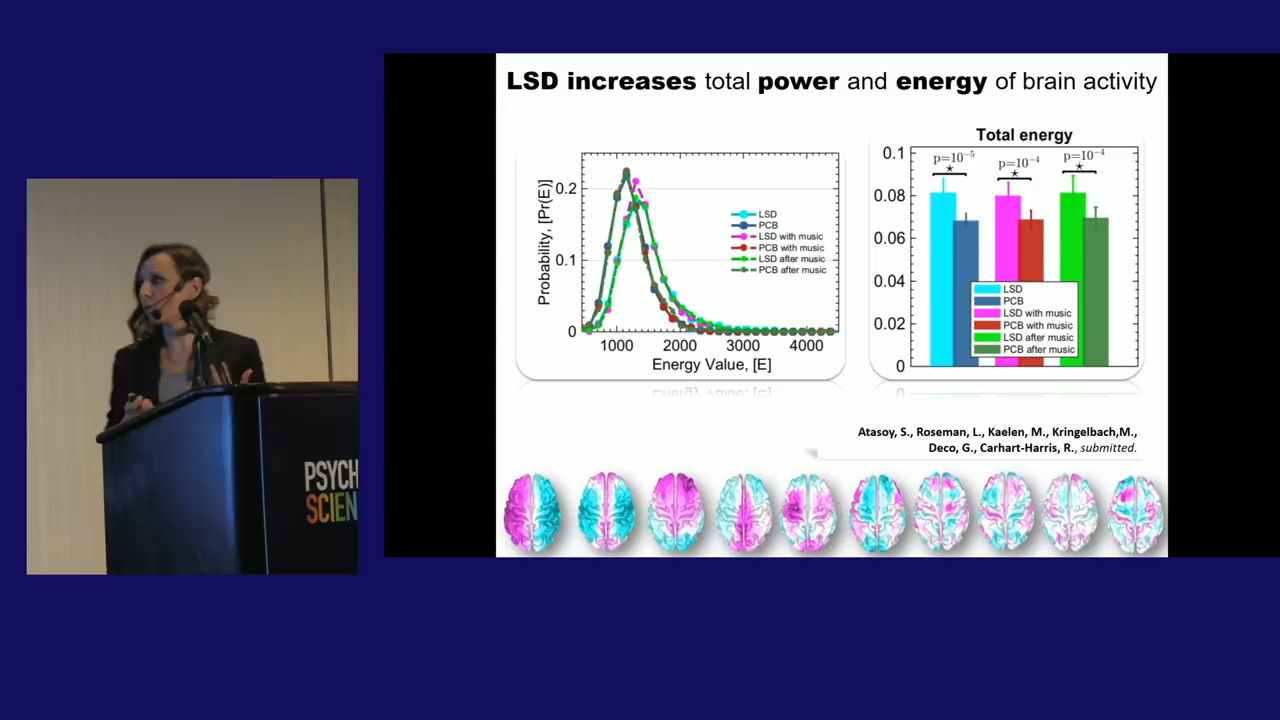 LSD increases total power and energy of brain activity
Probability, [Pr(E)]
0.2
0.1
0
1000 2000 3000 4000
Energy Value, [E]
LSD
PCB
LSD with music
PCB with music
LSD after music
PCB after music
Total energy
p=10⁻⁵
p=10⁻⁴
p=10⁻⁴
0.1
0.08
0.06
0.04
0.02
0
LSD
PCB
LSD with music
PCB with music
LSD after music
PCB after music
Atasoy, S., Roseman, L., Kaelen, M., Kringelbach,M.,
Deco, G., Carhart-Harris, R., submitted.
PSYCH
SCIEN